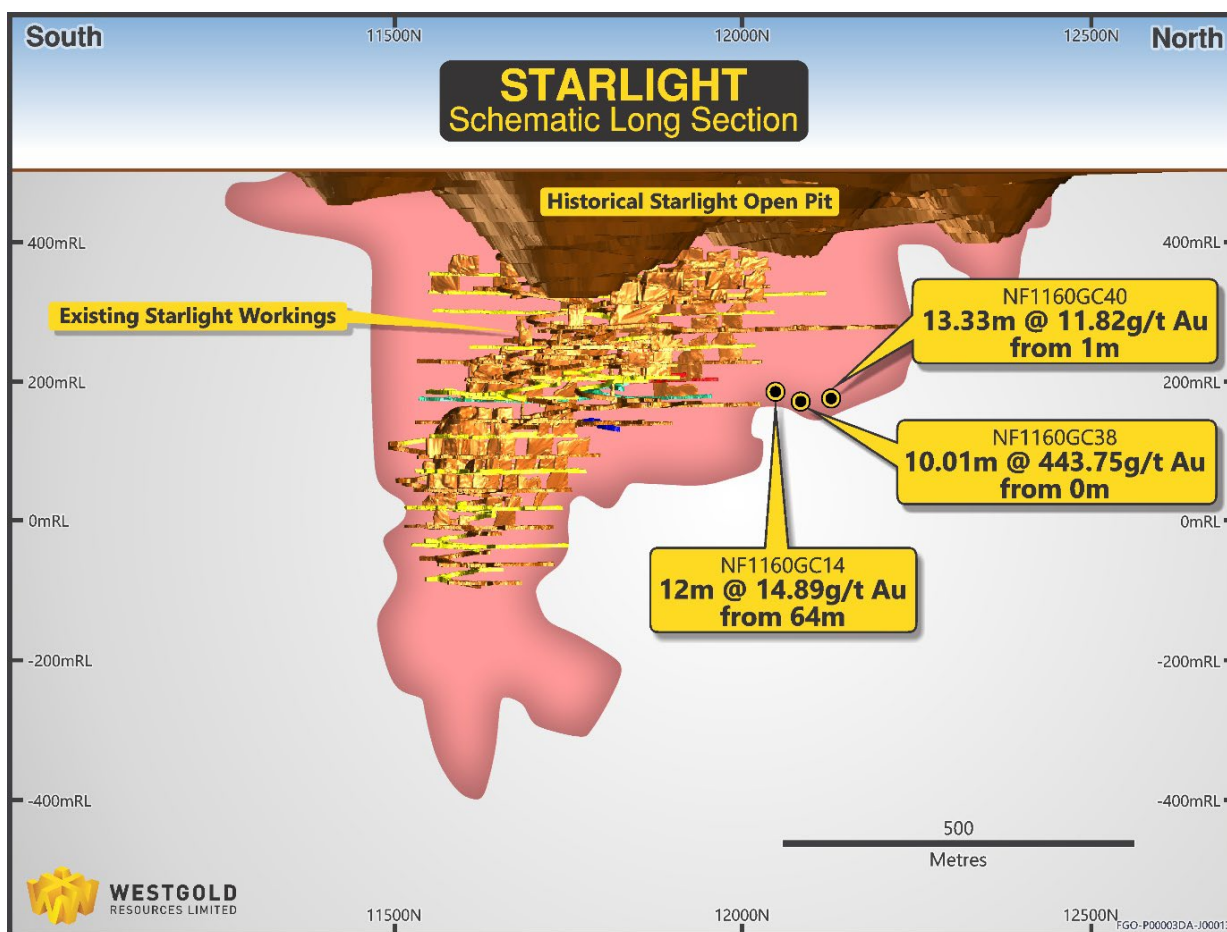 South
11500N
12000N
12500N
North
STARLIGHT
Schematic Long Section
Historical Starlight Open Pit
400mRL
400mRL
Existing Starlight Workings
NF1160GC40
13.33m @ 11.82g/t Au
from 1m
200mRL
200mRL
NF1160GC38
10.01m @ 443.75g/t Au
from 0m
0mRL
0mRL
NF1160GC14
12m @ 14.89g/t Au
from 64m
-200mRL
-200mRL
-400mRL
-400mRL
500
Metres
WESTGOLD
RESOURCES LIMITED
11500N
12000N
12500N